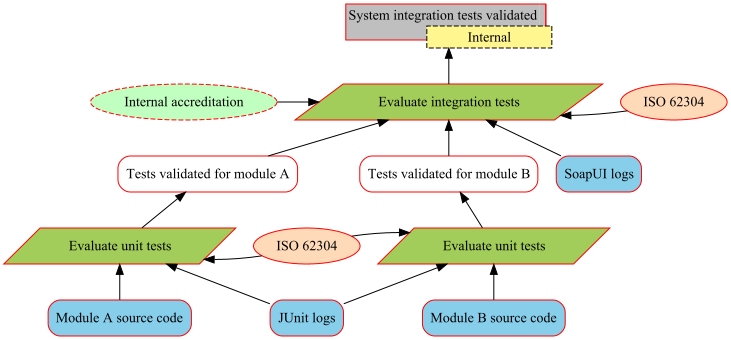 System integration tests validated
Internal
Internal accreditation
Evaluate integration tests
ISO 62304
Tests validated for module A
Tests validated for module B
SoapUI logs
Evaluate unit tests
ISO 62304
Evaluate unit tests
Module A source code
JUnit logs
Module B source code